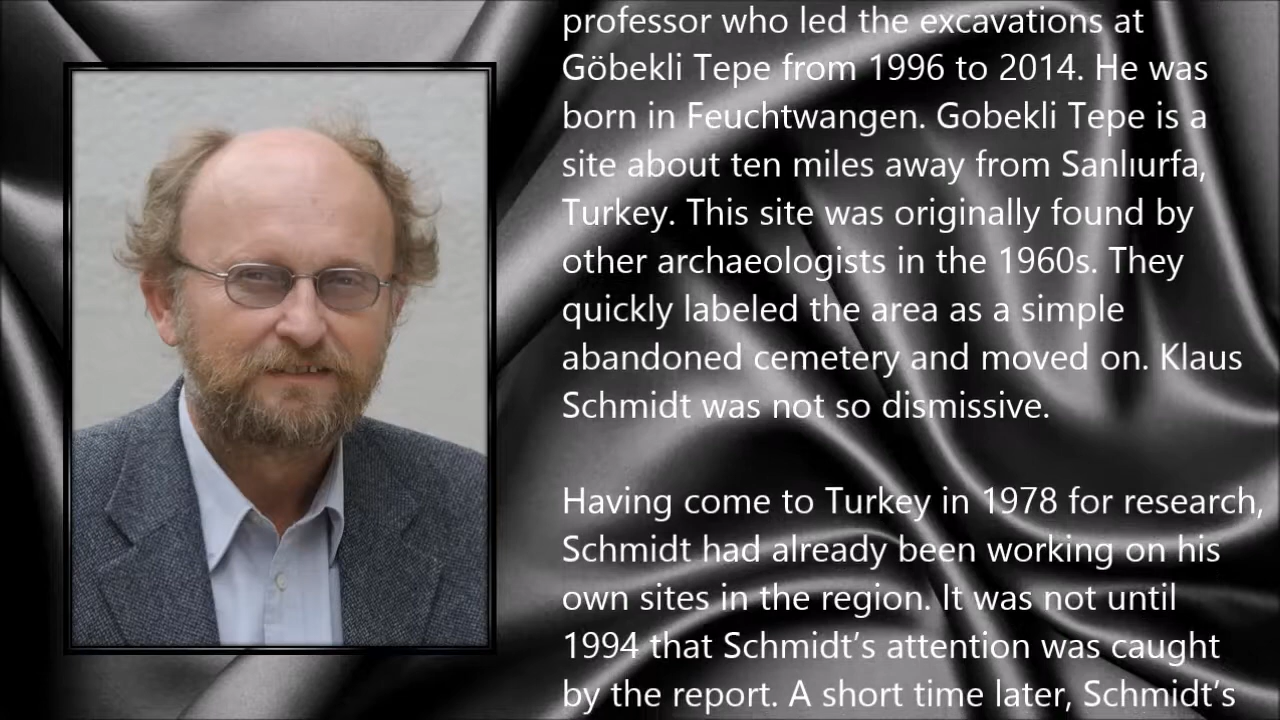 professor who led the excavations at
Göbekli Tepe from 1996 to 2014. He was
born in Feuchtwangen. Gobekli Tepe is a
site about ten miles away from Sanlıurfa,
Turkey. This site was originally found by
other archaeologists in the 1960s. They
quickly labeled the area as a simple
abandoned cemetery and moved on. Klaus
Schmidt was not so dismissive.
Having come to Turkey in 1978 for research,
Schmidt had already been working on his
own sites in the region. It was not until
1994 that Schmidt’s attention was caught
by the report. A short time later, Schmidt’s